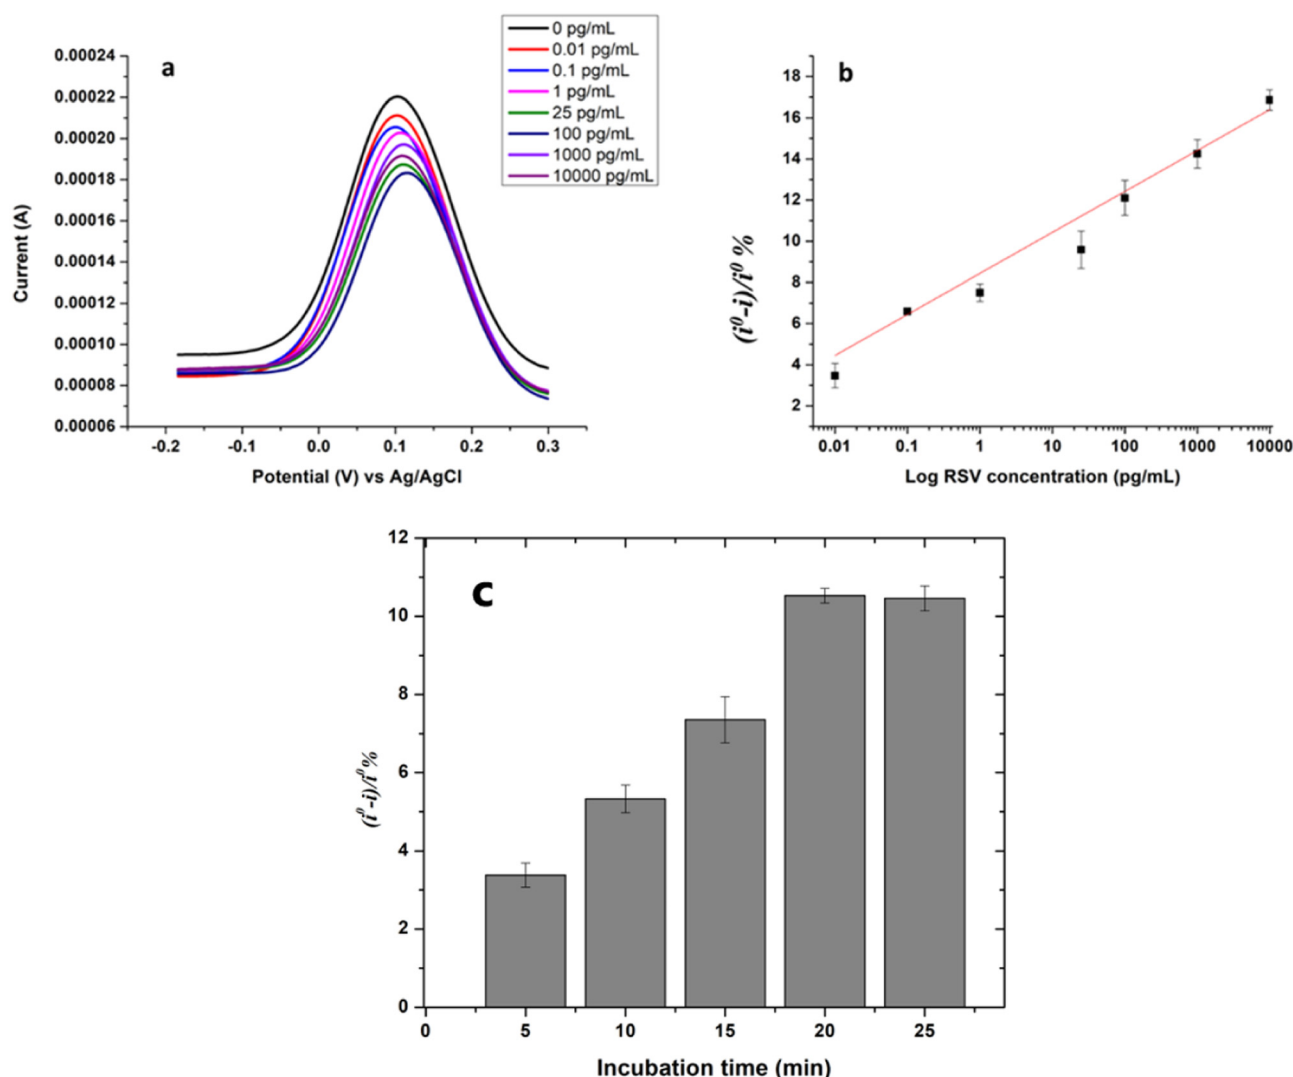 a
0 pg/mL
0.01 pg/mL
0.1 pg/mL
1 pg/mL
25 pg/mL
100 pg/mL
1000 pg/mL
10000 pg/mL
0.00024
0.00022
0.00020
0.00018
0.00016
0.00014
0.00012
0.00010
0.00008
0.00006
Current (A)
-0.2 -0.1 0.0 0.1 0.2 0.3
Potential (V) vs Ag/AgCl
b
18
16
14
12
10
8
6
4
2
(i⁰-i)/i⁰ %
0.01 0.1 1 10 100 1000 10000
Log RSV concentration (pg/mL)
c
12
10
8
6
4
2
0
(i⁰-i)/i⁰%
0 5 10 15 20 25
Incubation time (min)